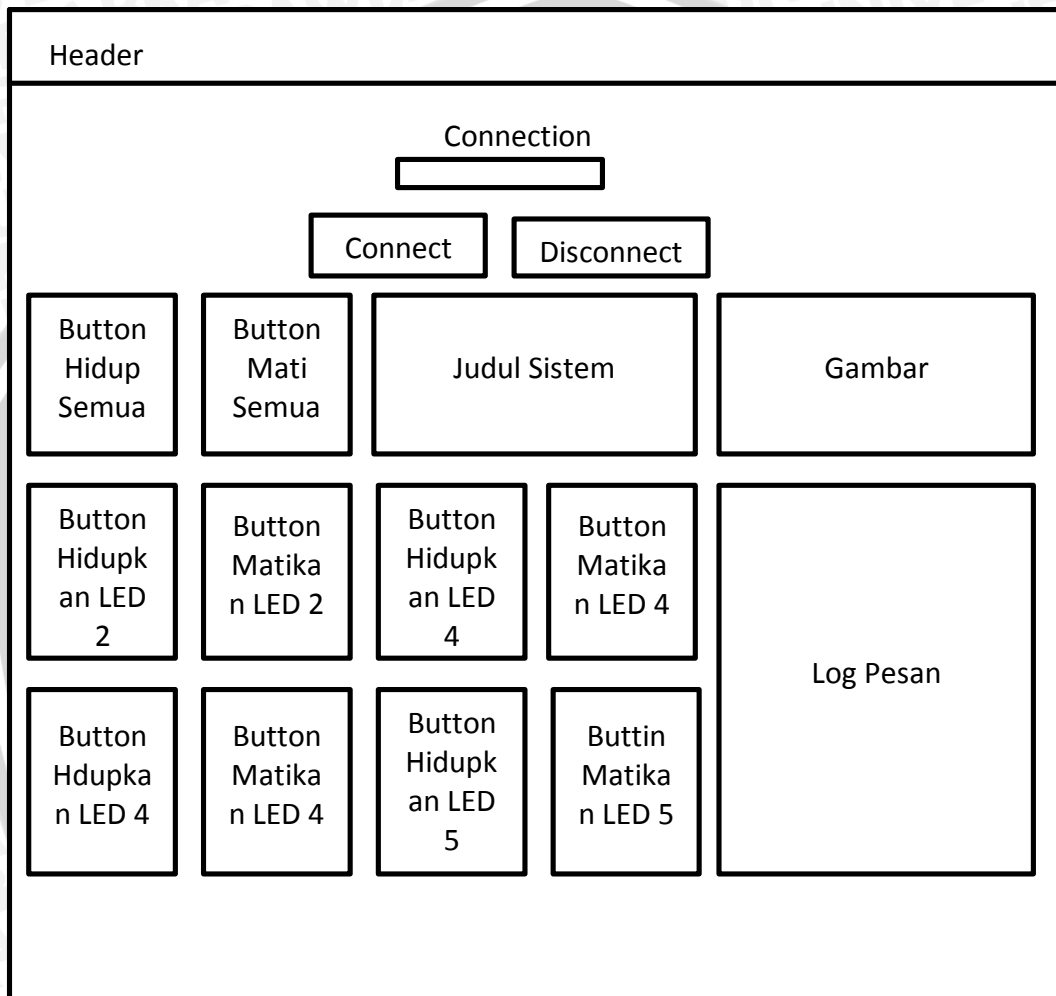 Header
Connection
Connect
Disconnect
Button
Hidup
Semua
Button
Mati
Semua
Judul Sistem
Gambar
Button
Hidupk
an LED
2
Button
Matika
n LED 2
Button
Hidupk
an LED
4
Button
Matika
n LED 4
Log Pesan
Button
Hdupka
n LED 4
Button
Matika
n LED 4
Button
Hidupk
an LED
5
Buttin
Matika
n LED 5